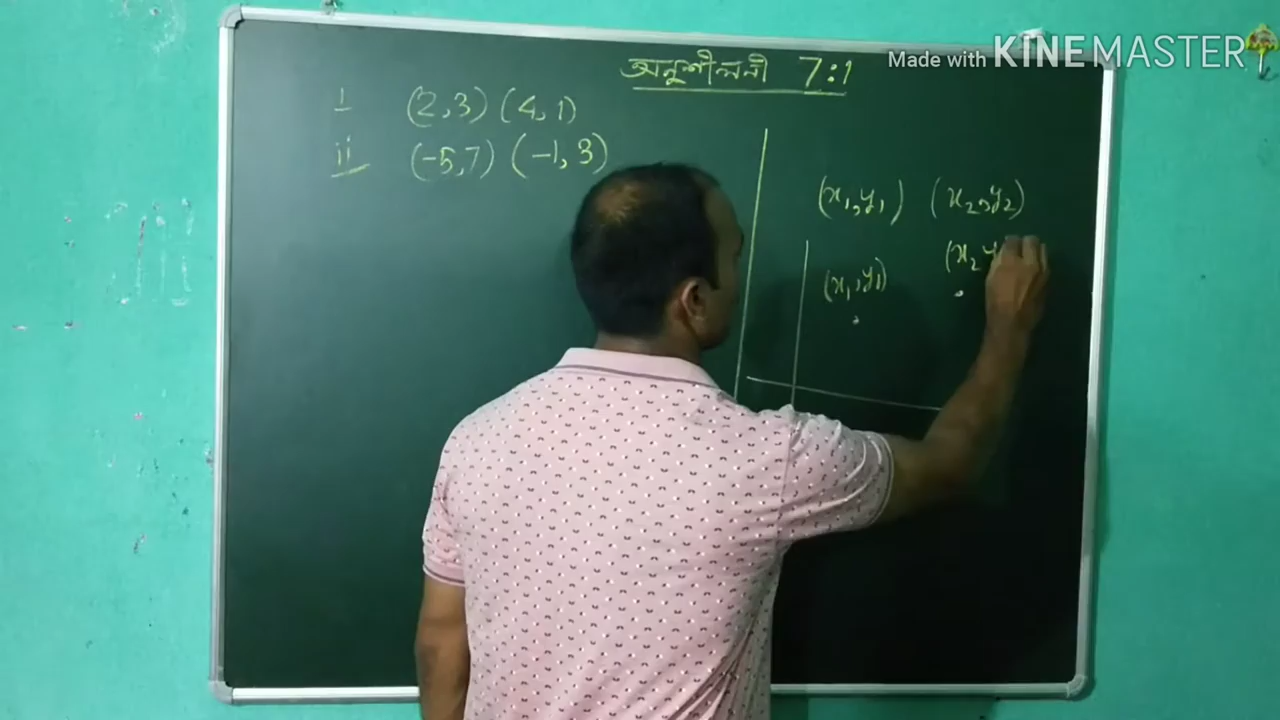 Made with KINEMASTER
অনুশীলনী 7:1
i (2,3) (4,1)
ii (-5,7) (-1,3)
(x₁,y₁) (x₂,y₂)
(x₁,y₁) (x₂ y